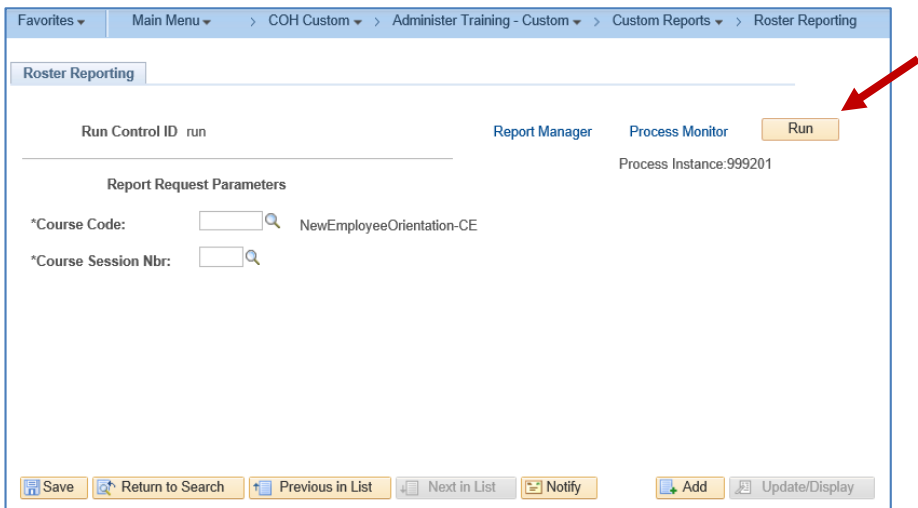 Favorites Main Menu > COH Custom > Administer Training - Custom > Custom Reports > Roster Reporting
Roster Reporting
Run Control ID run Report Manager Process Monitor Run
Process Instance:999201
Report Request Parameters
*Course Code: NewEmployeeOrientation-CE
*Course Session Nbr:
Save Return to Search Previous in List Next in List Notify Add Update/Display